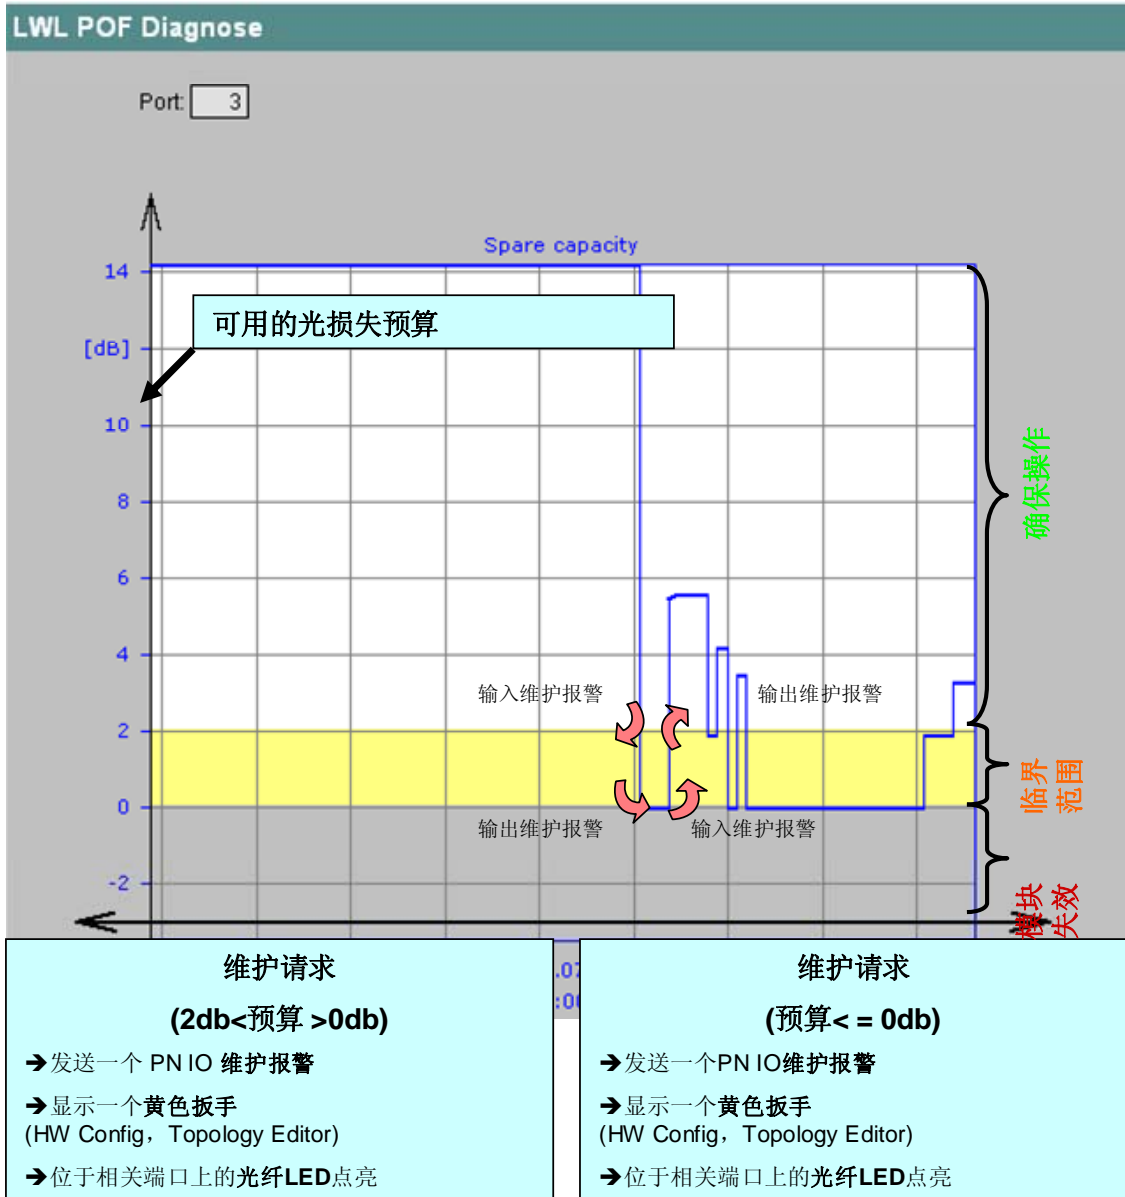 LWL POF Diagnose
Port: 3
Spare capacity
14
可用的光损失预算
[dB]
10
8
确保操作
6
4
输入维护报警
输出维护报警
2
临界
范围
0
输出维护报警
输入维护报警
-2
模块
失效
维护请求
(2db<预算 >0db)
➔发送一个 PN IO 维护报警
➔显示一个黄色扳手
(HW Config，Topology Editor)
➔位于相关端口上的光纤LED点亮
.07
:00
维护请求
(预算< = 0db)
➔发送一个PN IO维护报警
➔显示一个黄色扳手
(HW Config，Topology Editor)
➔位于相关端口上的光纤LED点亮